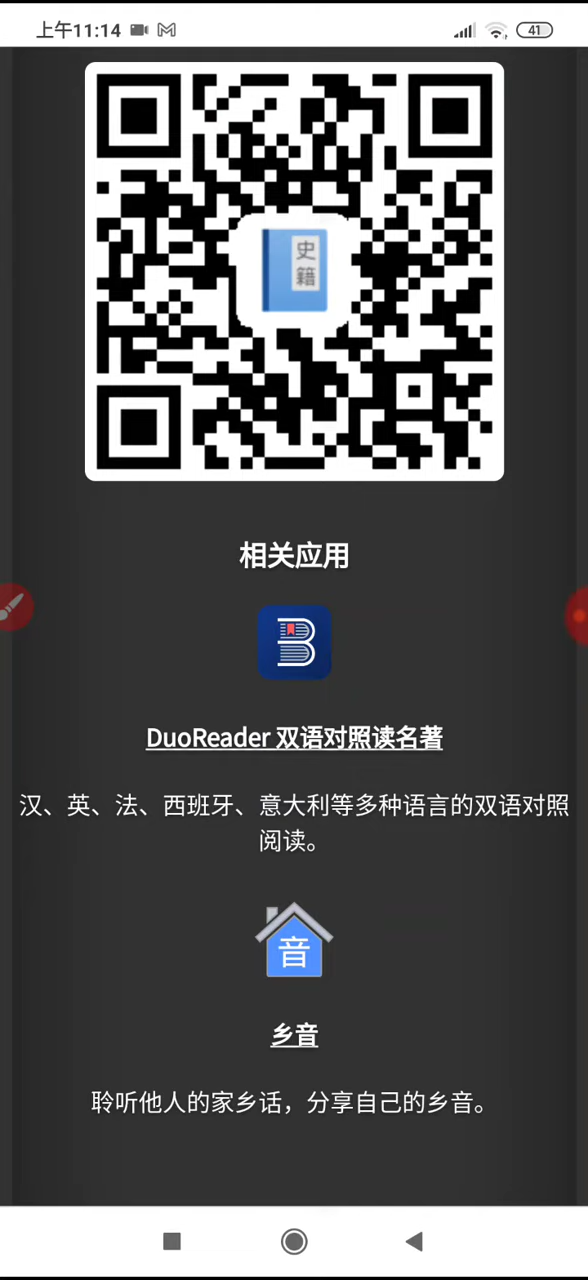 上午11:14
41
史
籍
相关应用
DuoReader 双语对照读名著
汉、英、法、西班牙、意大利等多种语言的双语对照
阅读。
音
乡音
聆听他人的家乡话，分享自己的乡音。